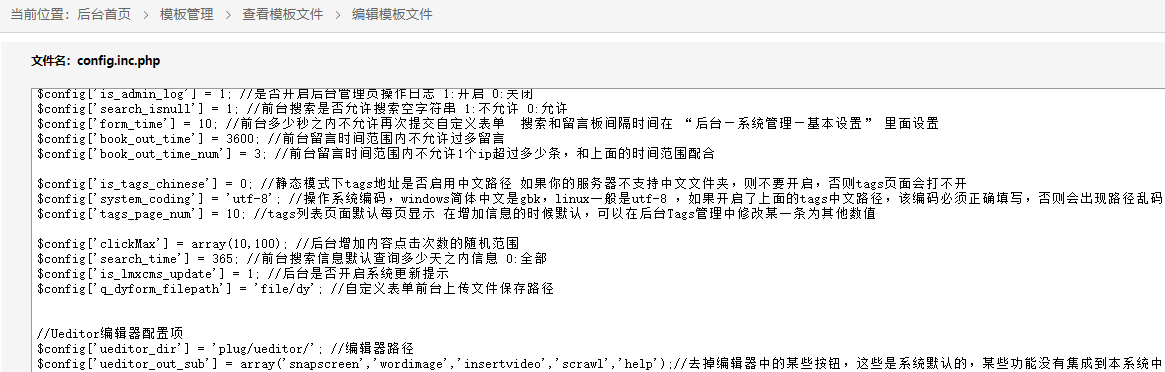 当前位置：后台首页 > 模板管理 > 查看模板文件 > 编辑模板文件
文件名：config.inc.php
$config['is_admin_log'] = 1; //是否开启后台管理员操作日志 1:开启 0:关闭
$config['search_isnull'] = 1; //前台搜索是否允许搜索空字符串 1:不允许 0:允许
$config['form_time'] = 10; //前台多少秒之内不允许再次提交自定义表单 搜索和留言板间隔时间在 “后台－系统管理－基本设置” 里面设置
$config['book_out_time'] = 3600; //前台留言时间范围内不允许过多留言
$config['book_out_time_num'] = 3; //前台留言时间范围内不允许1个ip超过多少条，和上面的时间范围配合
$config['is_tags_chinese'] = 0; //静态模式下tags地址是否启用中文路径 如果你的服务器不支持中文文件夹，则不要开启，否则tags页面会打不开
$config['system_coding'] = 'utf-8'; //操作系统编码，windows简体中文是gbk，linux一般是utf-8 ，如果开启了上面的tags中文路径，该编码必须正确填写，否则会出现路径乱码
$config['tags_page_num'] = 10; //tags列表页面默认每页显示 在增加信息的时候默认，可以在后台Tags管理中修改某一条为其他数值
$config['clickMax'] = array(10,100); //后台增加内容点击次数的随机范围
$config['search_time'] = 365; //前台搜索信息默认查询多少天之内信息 0:全部
$config['is_lmxcms_update'] = 1; //后台是否开启系统更新提示
$config['q_dyform_filepath'] = 'file/dy'; //自定义表单前台上传文件保存路径
//Ueditor编辑器配置项
$config['ueditor_dir'] = 'plug/ueditor/'; //编辑器路径
$config['ueditor_out_sub'] = array('snapscreen','wordimage','insertvideo','scrawl','help');//去掉编辑器中的某些按钮，这些是系统默认的，某些功能没有集成到本系统中